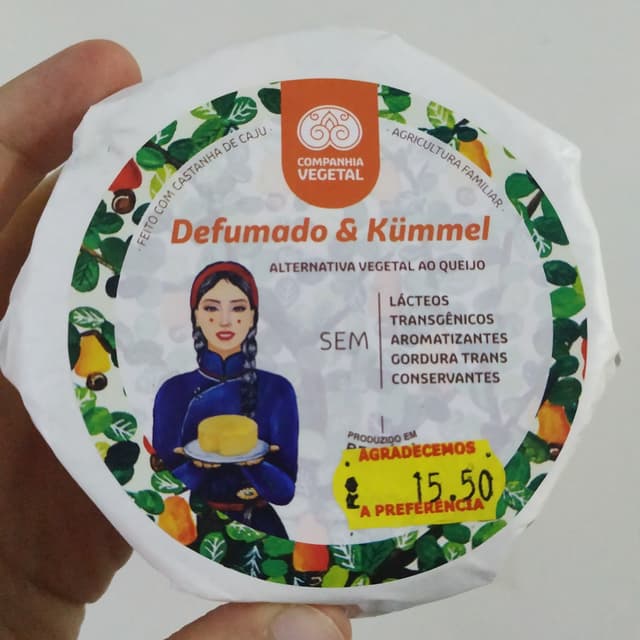 COMPANHIA
VEGETAL
· FEITO COM CASTANHA DE CAJU ·
AGRICULTURA FAMILIAR ·
Defumado & Kümmel
ALTERNATIVA VEGETAL AO QUEIJO
SEM
LÁCTEOS
TRANSGÊNICOS
AROMATIZANTES
GORDURA TRANS
CONSERVANTES
PRODUZIDO EM
AGRADECEMOS
15.50
A PREFERÊNCIA